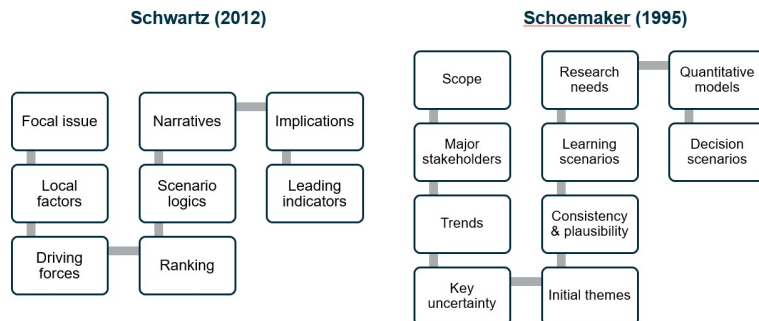 Schwartz (2012)
Focal issue
Local
factors
Driving
forces
Ranking
Scenario
logics
Narratives
Implications
Leading
indicators
Schoemaker (1995)
Scope
Major
stakeholders
Trends
Key
uncertainty
Initial themes
Consistency
& plausibility
Learning
scenarios
Research
needs
Quantitative
models
Decision
scenarios